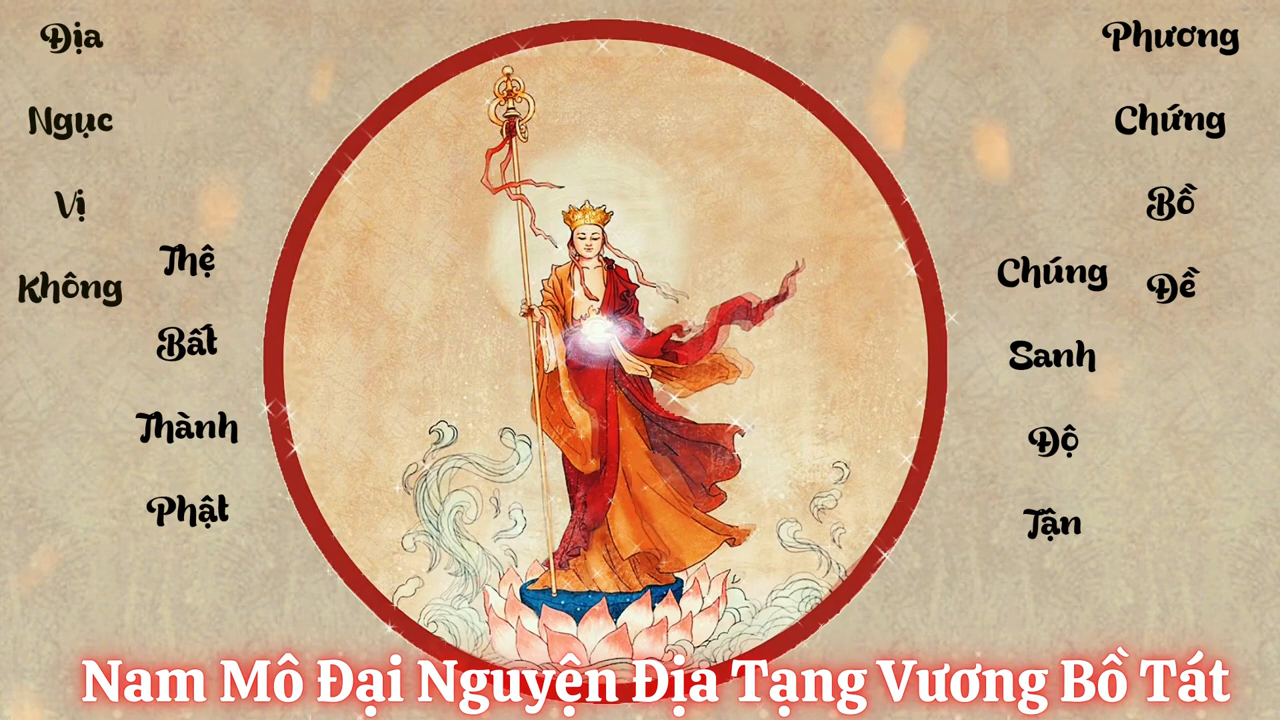 Địa
Ngục
Vị
Không
Thệ
Bất
Thành
Phật
Chúng
Sanh
Độ
Tận
Phương
Chứng
Bồ
Đề
Nam Mô Đại Nguyện Địa Tạng Vương Bồ Tát